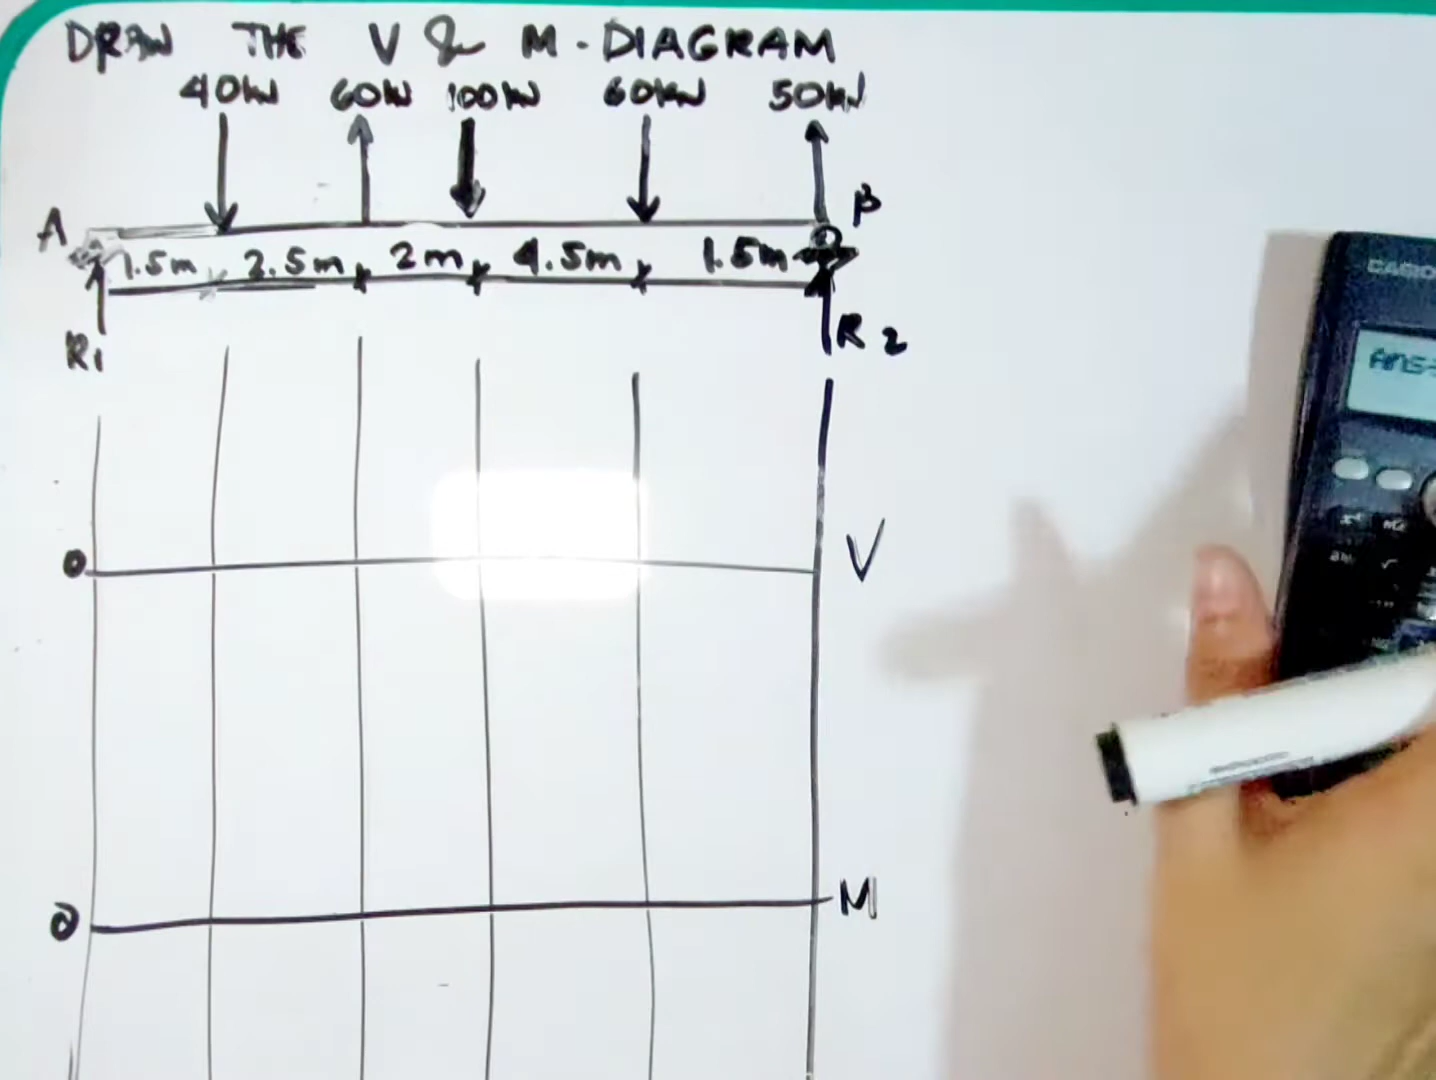 DRAW THE V & M-DIAGRAM
40kN 60kN 100kN 60kN 50kN
A B
1.5m 2.5m 2m 4.5m 1.5m
R1 R2
0 V
0 M
CASIO